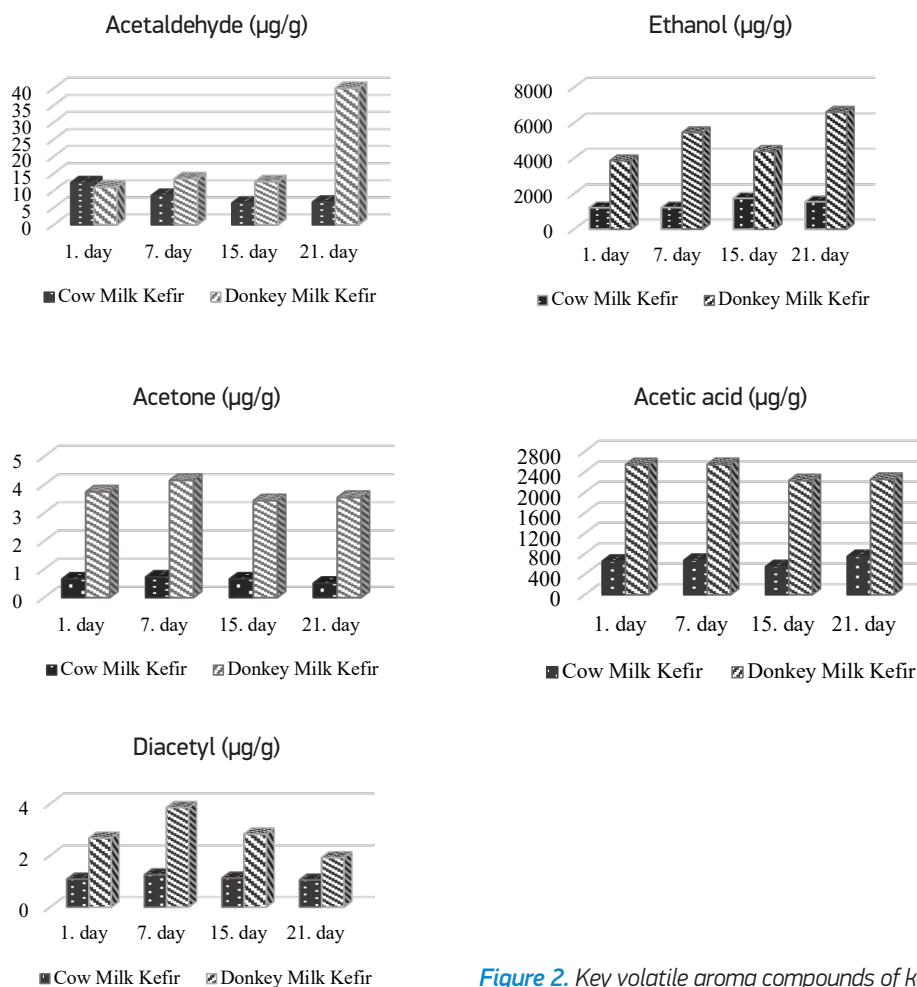 Acetaldehyde (µg/g)
40
35
30
25
20
15
10
5
0
1. day 7. day 15. day 21. day
Cow Milk Kefir Donkey Milk Kefir
Ethanol (µg/g)
8000
6000
4000
2000
0
1. day 7. day 15. day 21. day
Cow Milk Kefir Donkey Milk Kefir
Acetone (µg/g)
5
4
3
2
1
0
1. day 7. day 15. day 21. day
Cow Milk Kefir Donkey Milk Kefir
Acetic acid (µg/g)
2800
2400
2000
1600
1200
800
400
0
1. day 7. day 15. day 21. day
Cow Milk Kefir Donkey Milk Kefir
Diacetyl (µg/g)
4
2
0
1. day 7. day 15. day 21. day
Cow Milk Kefir Donkey Milk Kefir
Figure 2. Key volatile aroma compounds of k